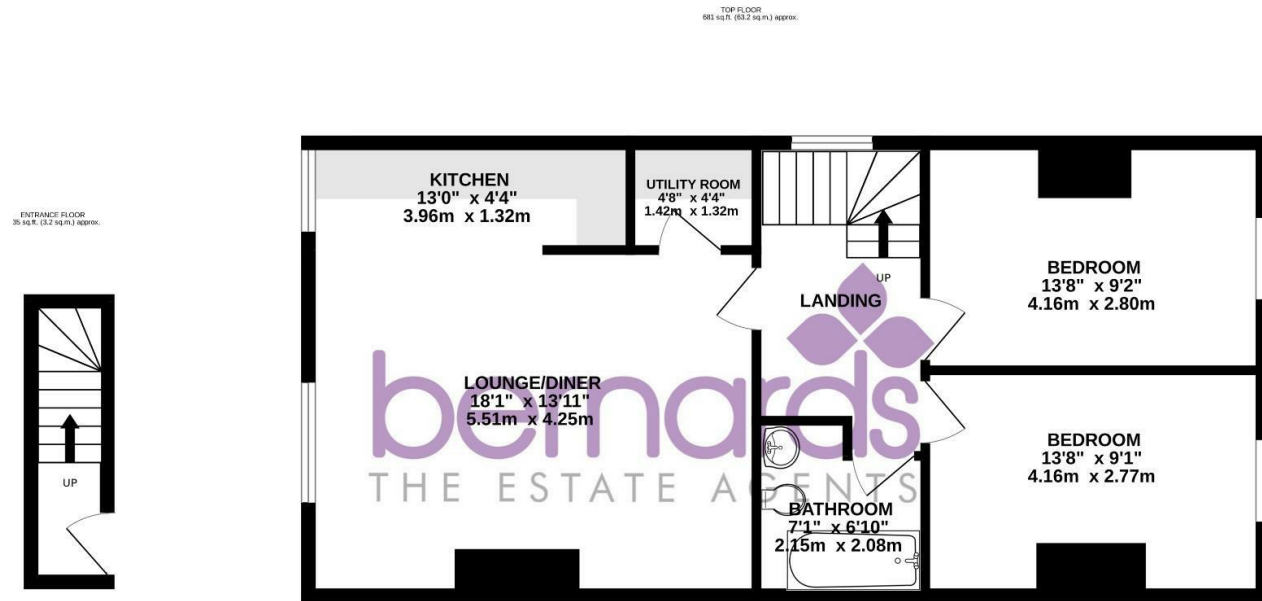 TOP FLOOR
681 sq.ft. (63.2 sq.m.) approx.
ENTRANCE FLOOR
35 sq.ft. (3.2 sq.m.) approx.
UP
KITCHEN
13'0" x 4'4"
3.96m x 1.32m
UTILITY ROOM
4'8" x 4'4"
1.42m x 1.32m
UP
LANDING
BEDROOM
13'8" x 9'2"
4.16m x 2.80m
LOUNGE/DINER
18'1" x 13'11"
5.51m x 4.25m
BEDROOM
13'8" x 9'1"
4.16m x 2.77m
BATHROOM
7'1" x 6'10"
2.15m x 2.08m
bernards
THE ESTATE AGENTS